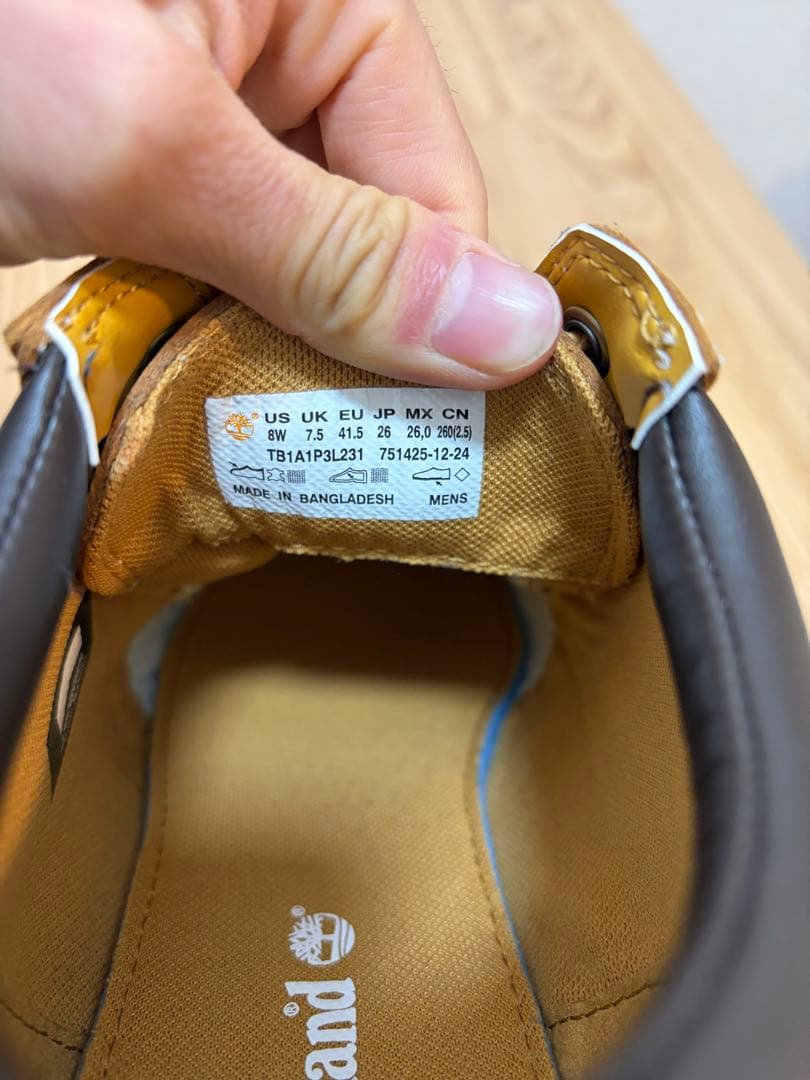 US UK EU JP MX CN
8W 7.5 41.5 26 26,0 260(2.5)
TB1A1P3L231 751425-12-24
MADE IN BANGLADESH MENS